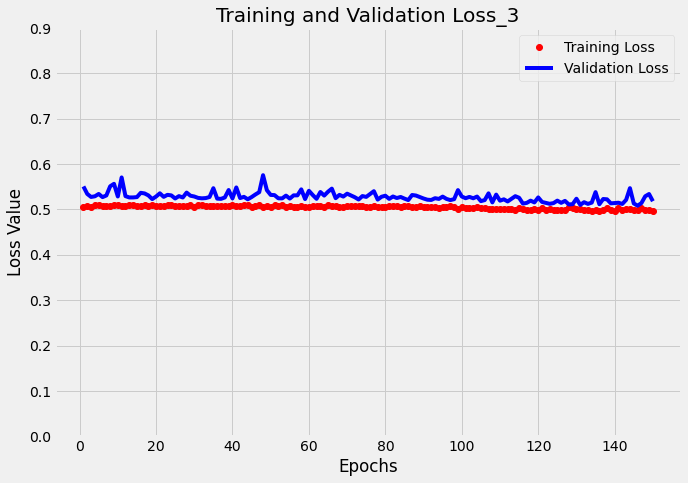 Training and Validation Loss_3
Training Loss
Validation Loss
0.9
0.8
0.7
0.6
0.5
0.4
0.3
0.2
0.1
0.0
Loss Value
0 20 40 60 80 100 120 140
Epochs